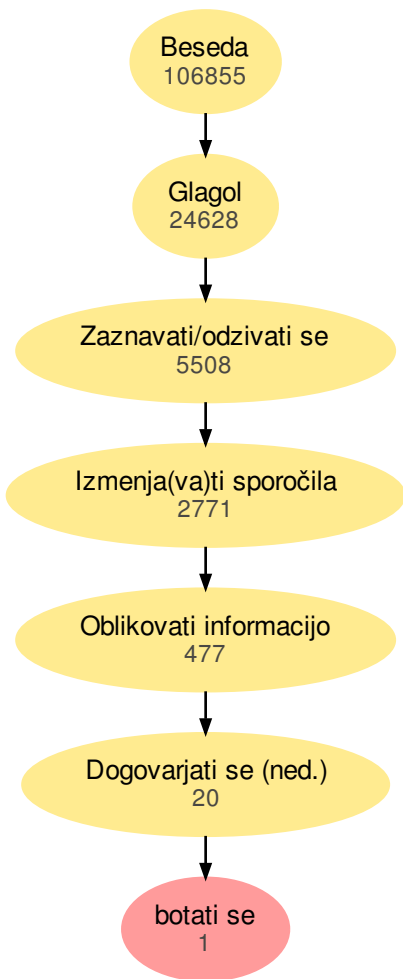 Beseda
106855
Glagol
24628
Zaznavati/odzivati se
5508
Izmenja(va)ti sporočila
2771
Oblikovati informacijo
477
Dogovarjati se (ned.)
20
botati se
1